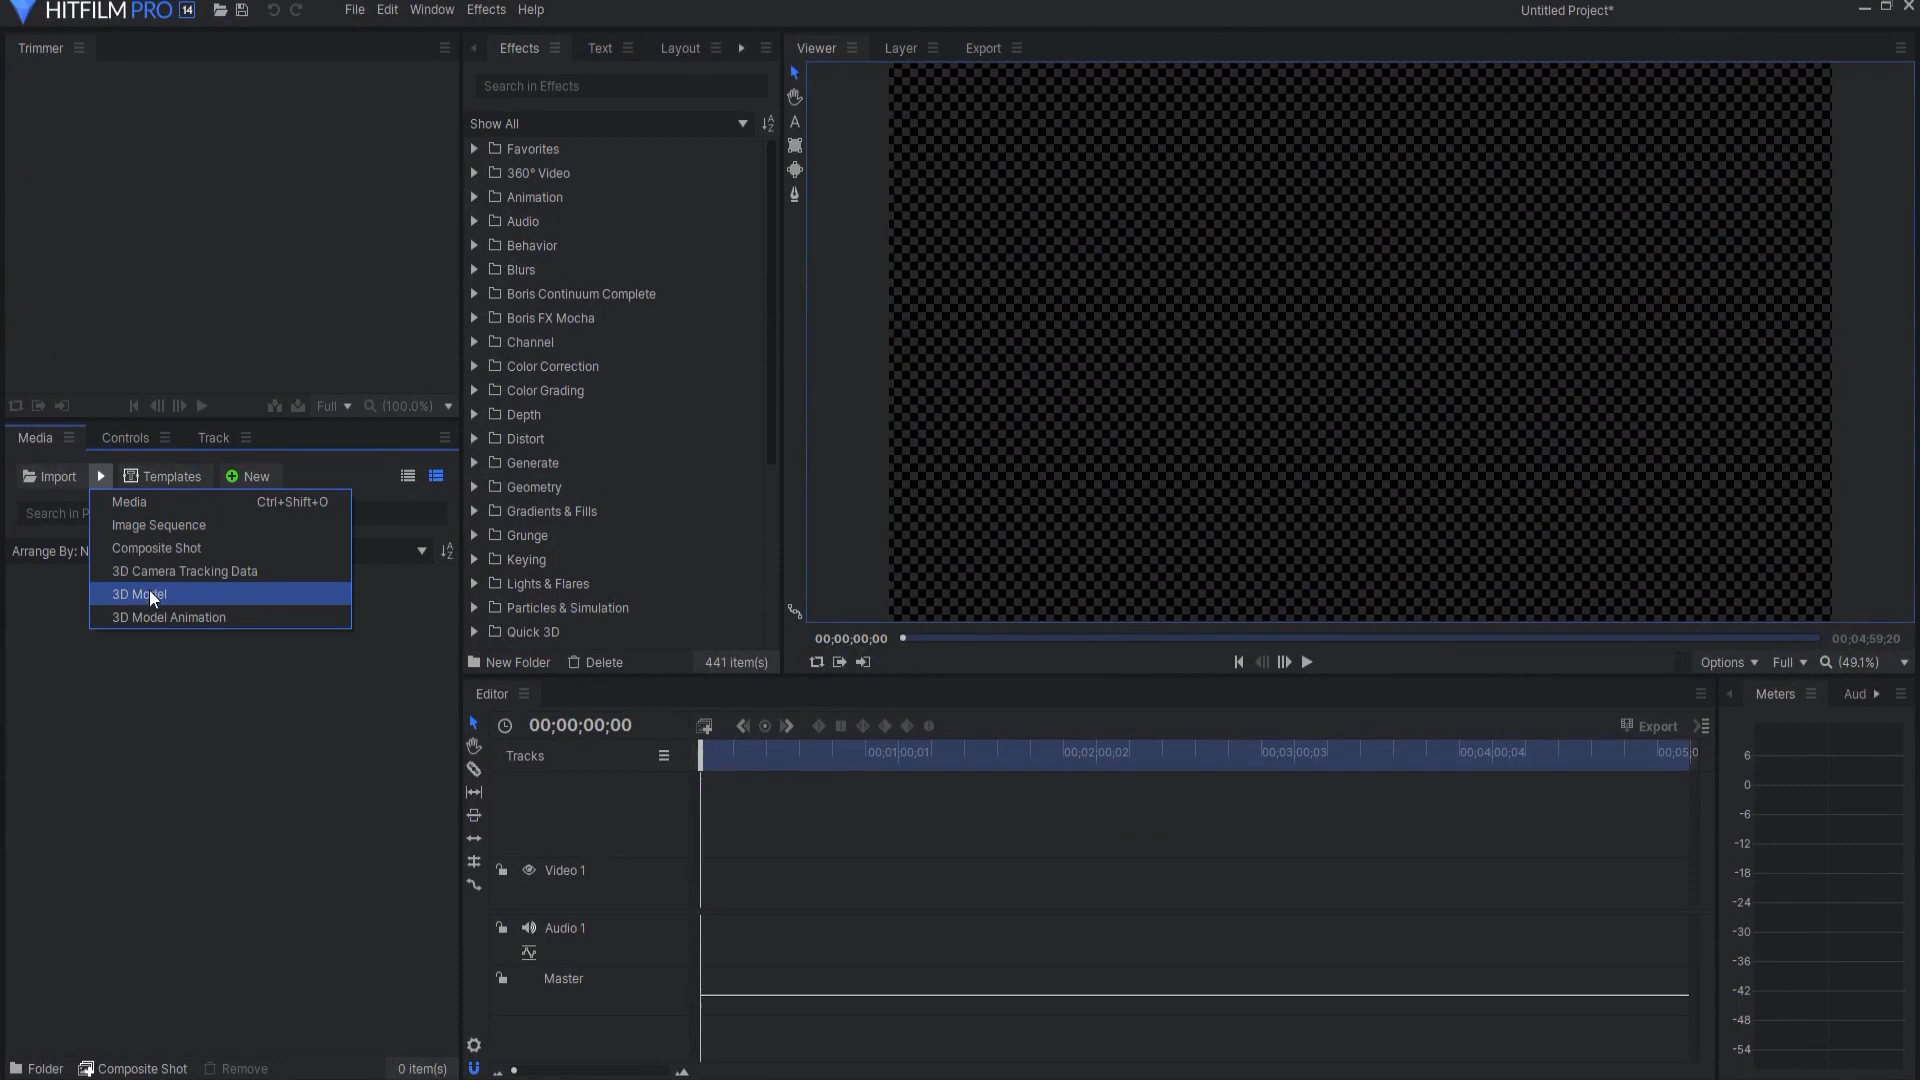 HITFILM PRO 14
File Edit Window Effects Help
Untitled Project*
Trimmer
Effects Text Layout
Viewer Layer Export
Search in Effects
Show All
Favorites
360° Video
Animation
Audio
Behavior
Blurs
Boris Continuum Complete
Boris FX Mocha
Channel
Color Correction
Color Grading
Depth
Distort
Generate
Geometry
Gradients & Fills
Grunge
Keying
Lights & Flares
Particles & Simulation
Quick 3D
New Folder Delete 441 item(s)
Full (100.0%)
Media Controls Track
Import Templates New
Search in P
Arrange By: N
Media Ctrl+Shift+O
Image Sequence
Composite Shot
3D Camera Tracking Data
3D Model
3D Model Animation
Folder Composite Shot Remove 0 item(s)
A
00;00;00;00 00;04;59;20
Options Full (49.1%)
Editor
00;00;00;00
Export
Tracks
00;01;00;01 00;02;00;02 00;03;00;03 00;04;00;04 00;05;0
Video 1
Audio 1
Master
Meters Aud
6
0
-6
-12
-18
-24
-30
-36
-42
-48
-54